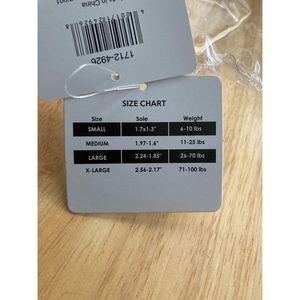 Made in China
1712-4926
SIZE CHART
Size Sole Weight
SMALL 1.7x1.3" 6-10 lbs
MEDIUM 1.97-1.6" 11-25 lbs
LARGE 2.24-1.85" 26-70 lbs
X-LARGE 2.56-2.17" 71-100 lbs